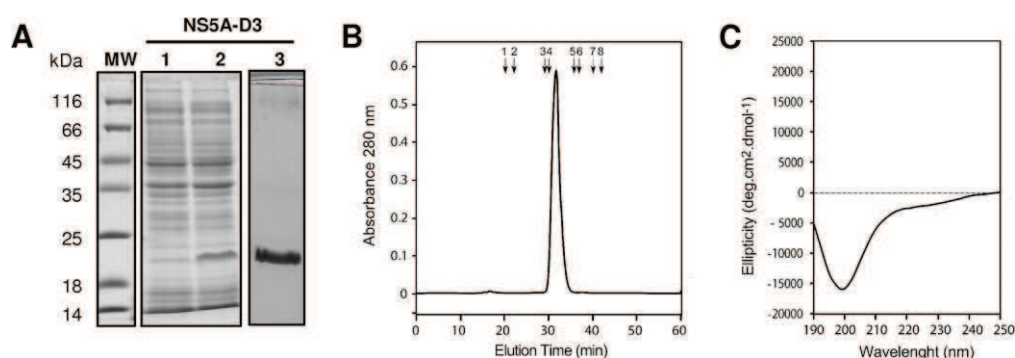 A
NS5A-D3
kDa MW 1 2 3
116
66
45
35
25
18
14
B
1 2 34 56 7 8
0.6
0.5
0.4
0.3
0.2
0.1
0
Absorbance 280 nm
0 10 20 30 40 50 60
Elution Time (min)
C
25000
20000
15000
10000
5000
0
- 5000
-10000
-15000
-20000
Ellipticity (deg.cm2.dmol-1)
190 200 210 220 230 240 250
Wavelenght (nm)